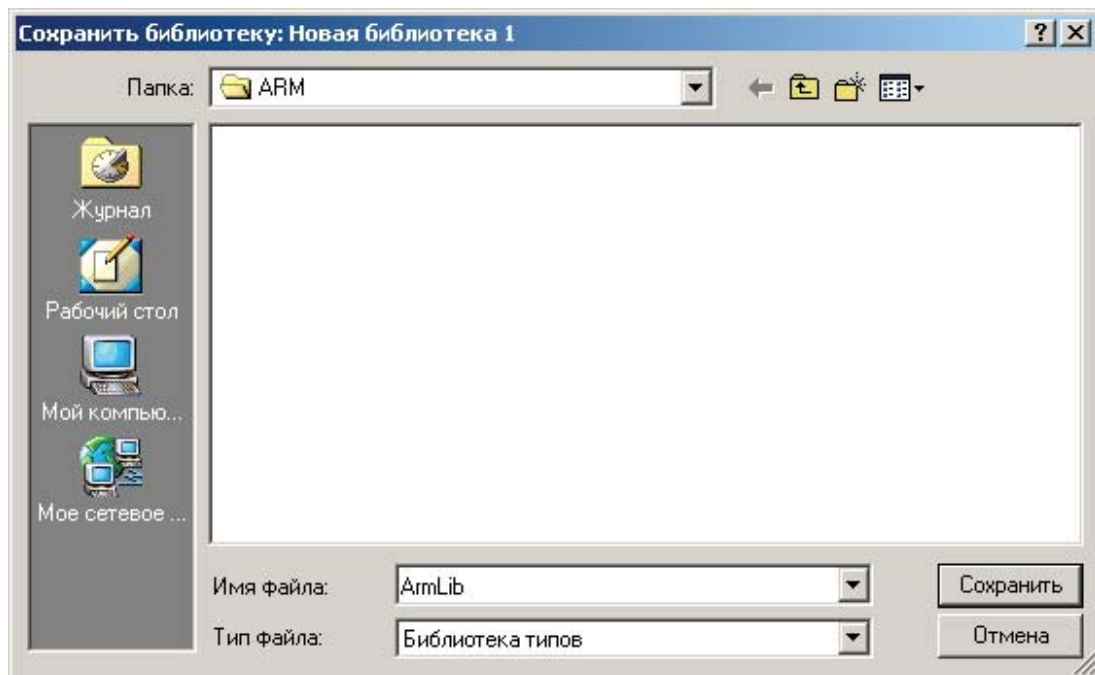 Сохранить библиотеку: Новая библиотека 1
Папка: ARM
Журнал
Рабочий стол
Мой компью...
Мое сетевое ...
Имя файла: ArmLib
Сохранить
Тип файла: Библиотека типов
Отмена